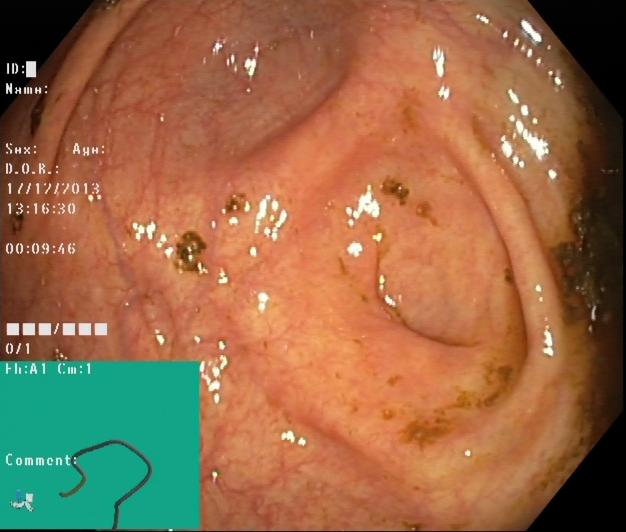 ID:
Name:
Sex: Age:
D.O.B.:
17/12/2013
13:16:30
00:09:46
■■■/■■■
0/1
Eh:A1 Cm:1
Comment: